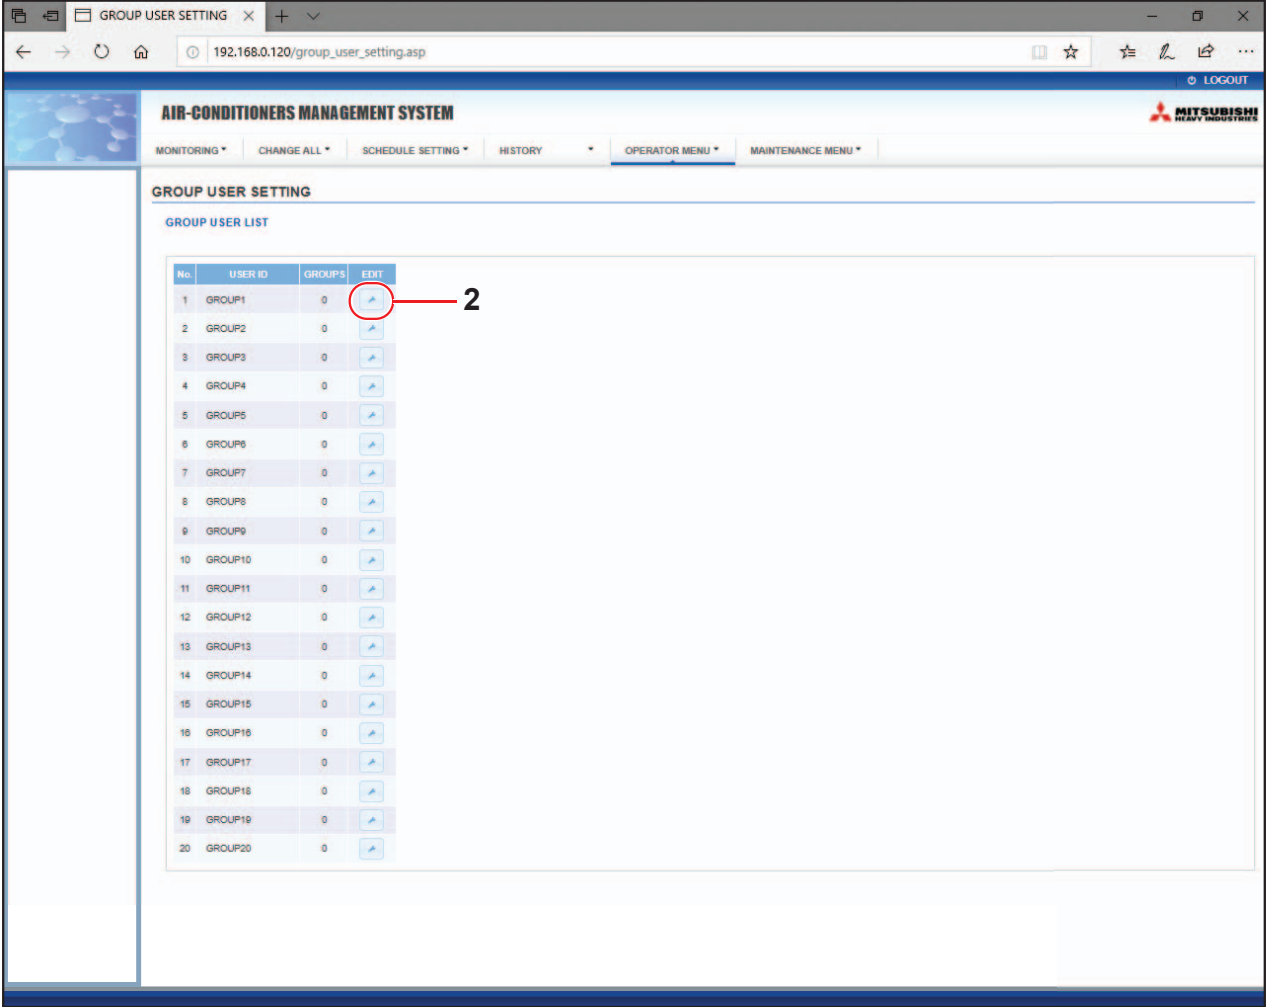 GROUP USER SETTING
192.168.0.120/group_user_setting.asp
LOGOUT
AIR-CONDITIONERS MANAGEMENT SYSTEM
MITSUBISHI
HEAVY INDUSTRIES
MONITORING CHANGE ALL SCHEDULE SETTING HISTORY OPERATOR MENU MAINTENANCE MENU
GROUP USER SETTING
GROUP USER LIST
No. USER ID GROUPS EDIT
1 GROUP1 0
2
2 GROUP2 0
3 GROUP3 0
4 GROUP4 0
5 GROUP5 0
6 GROUP6 0
7 GROUP7 0
8 GROUP8 0
9 GROUP9 0
10 GROUP10 0
11 GROUP11 0
12 GROUP12 0
13 GROUP13 0
14 GROUP14 0
15 GROUP15 0
16 GROUP16 0
17 GROUP17 0
18 GROUP18 0
19 GROUP19 0
20 GROUP20 0